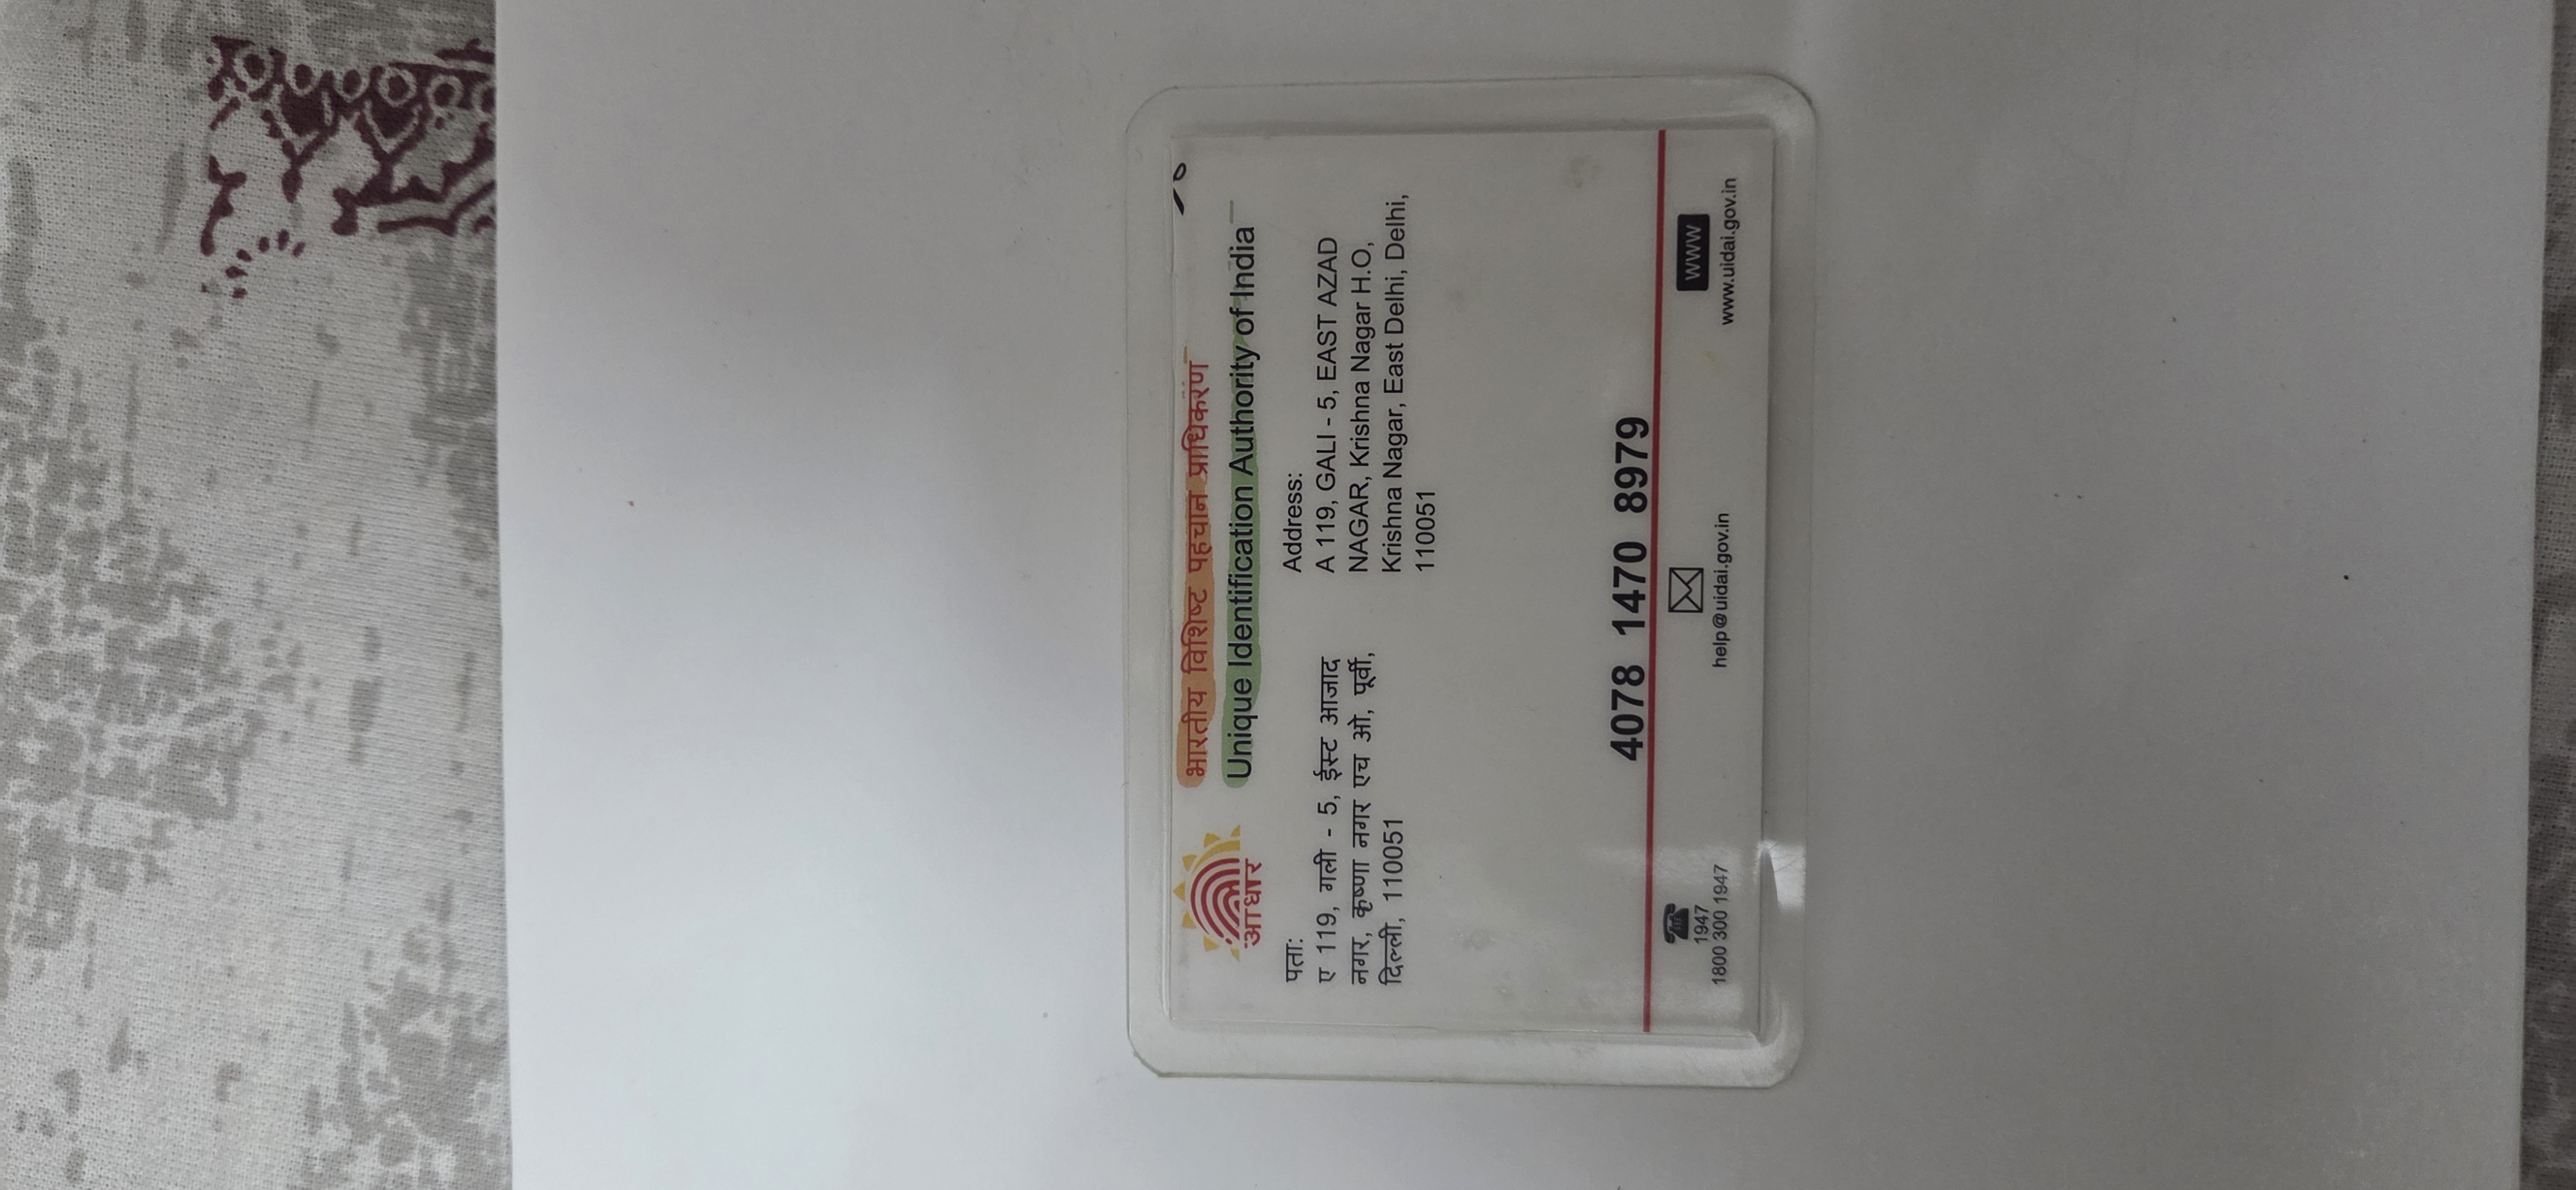 भारतीय विशिष्ट पहचान प्राधिकरण
Unique Identification Authority of India
आधार
पता:
ए 119, गली - 5, ईस्ट आजाद
नगर, कृष्णा नगर एच ओ, पूर्वी,
दिल्ली, 110051
Address:
A 119, GALI - 5, EAST AZAD
NAGAR, Krishna Nagar H.O,
Krishna Nagar, East Delhi, Delhi,
110051
4078 1470 8979
1947
1800 300 1947
help@uidai.gov.in
WWW
www.uidai.gov.in